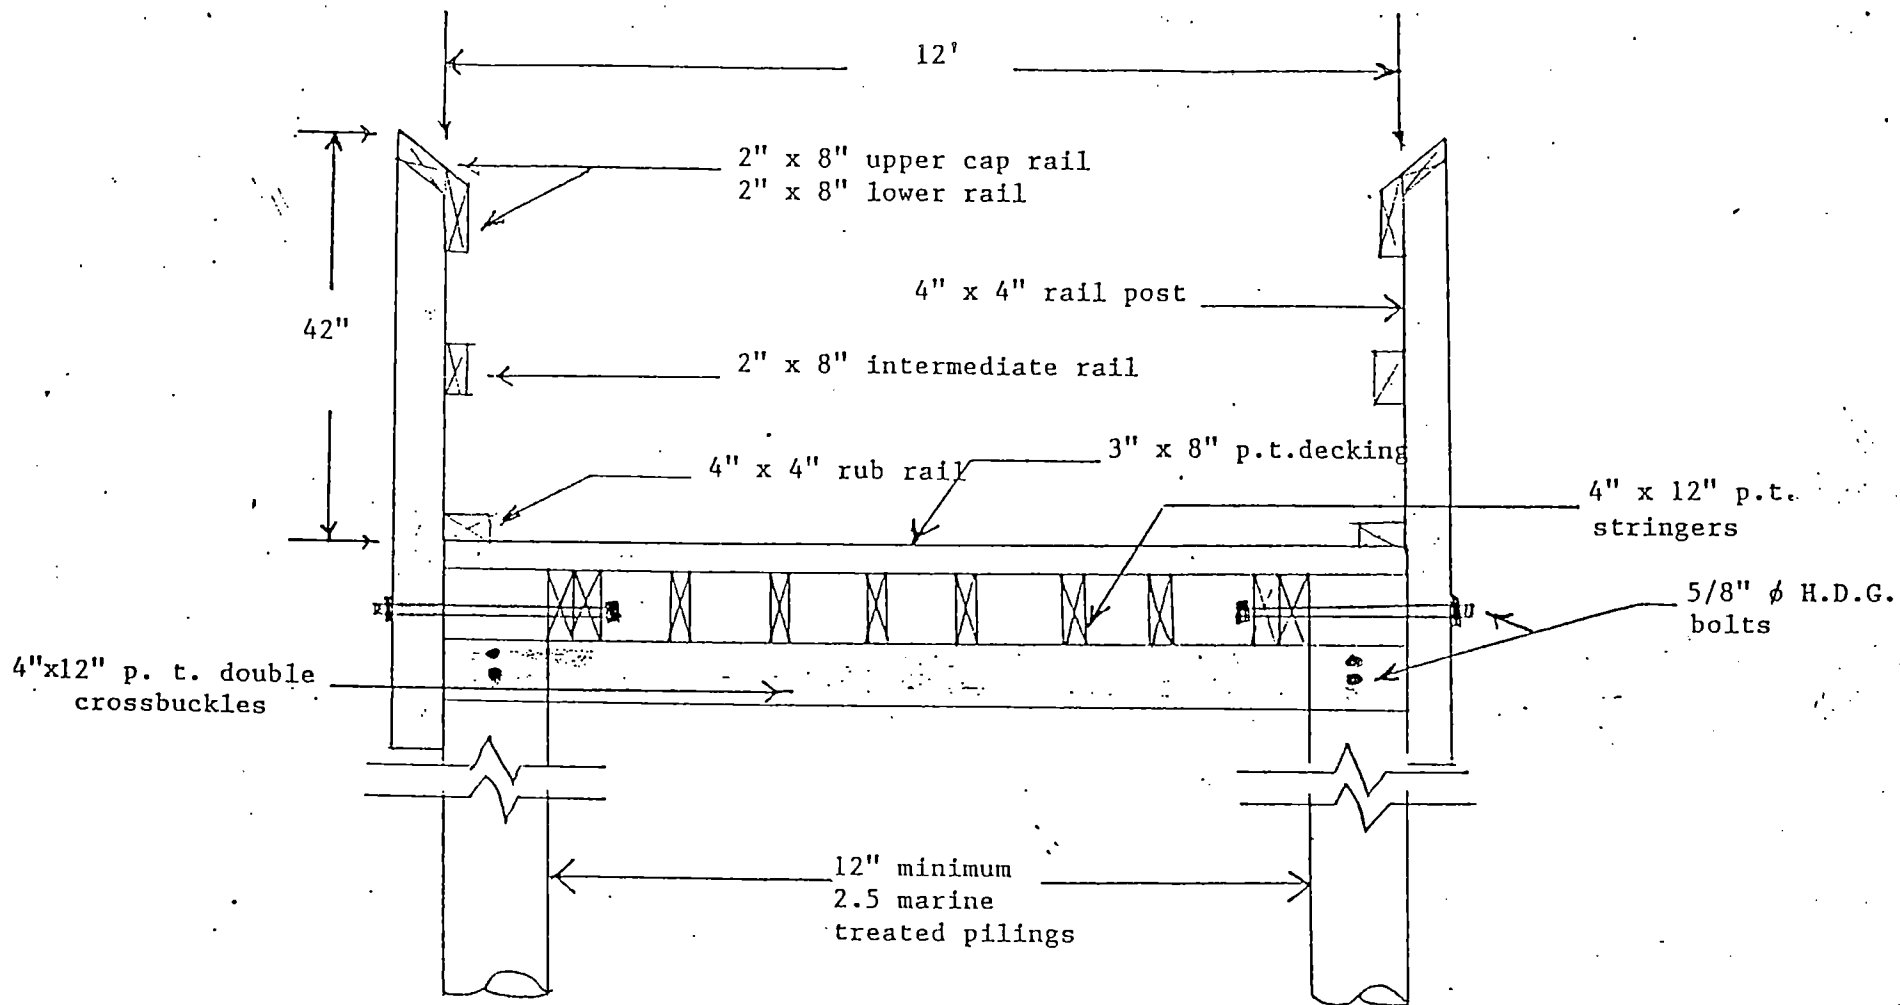 12'
2" x 8" upper cap rail
2" x 8" lower rail
4" x 4" rail post
42"
2" x 8" intermediate rail
3" x 8" p.t.decking
4" x 4" rub rail
4" x 12" p.t.
stringers
5/8" ϕ H.D.G.
bolts
4"x12" p. t. double
crossbuckles
12" minimum
2.5 marine
treated pilings